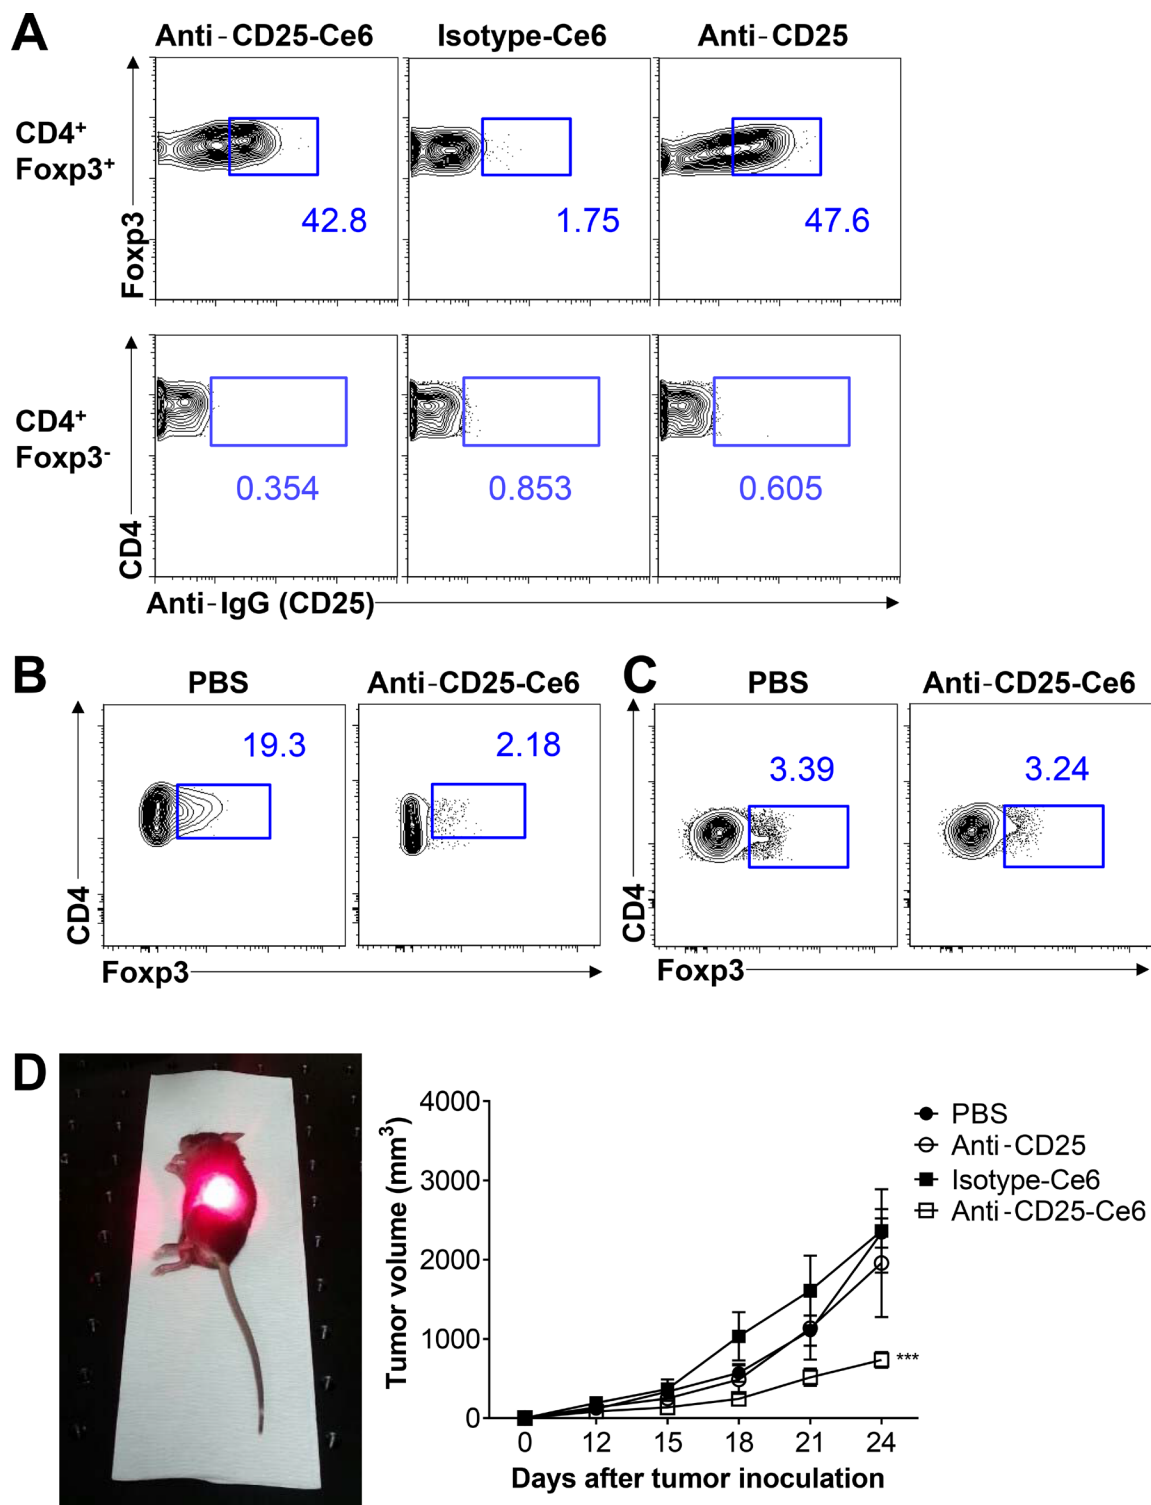 A
Anti-CD25-Ce6
Isotype-Ce6
Anti-CD25
CD4⁺
Foxp3⁺
Foxp3
42.8
1.75
47.6
CD4⁺
Foxp3⁻
CD4
0.354
0.853
0.605
Anti-IgG (CD25)
B
PBS
Anti-CD25-Ce6
19.3
2.18
CD4
Foxp3
C
PBS
Anti-CD25-Ce6
3.39
3.24
CD4
Foxp3
D
Tumor volume (mm³)
4000
3000
2000
1000
0
0 12 15 18 21 24
Days after tumor inoculation
PBS
Anti-CD25
Isotype-Ce6
Anti-CD25-Ce6
***